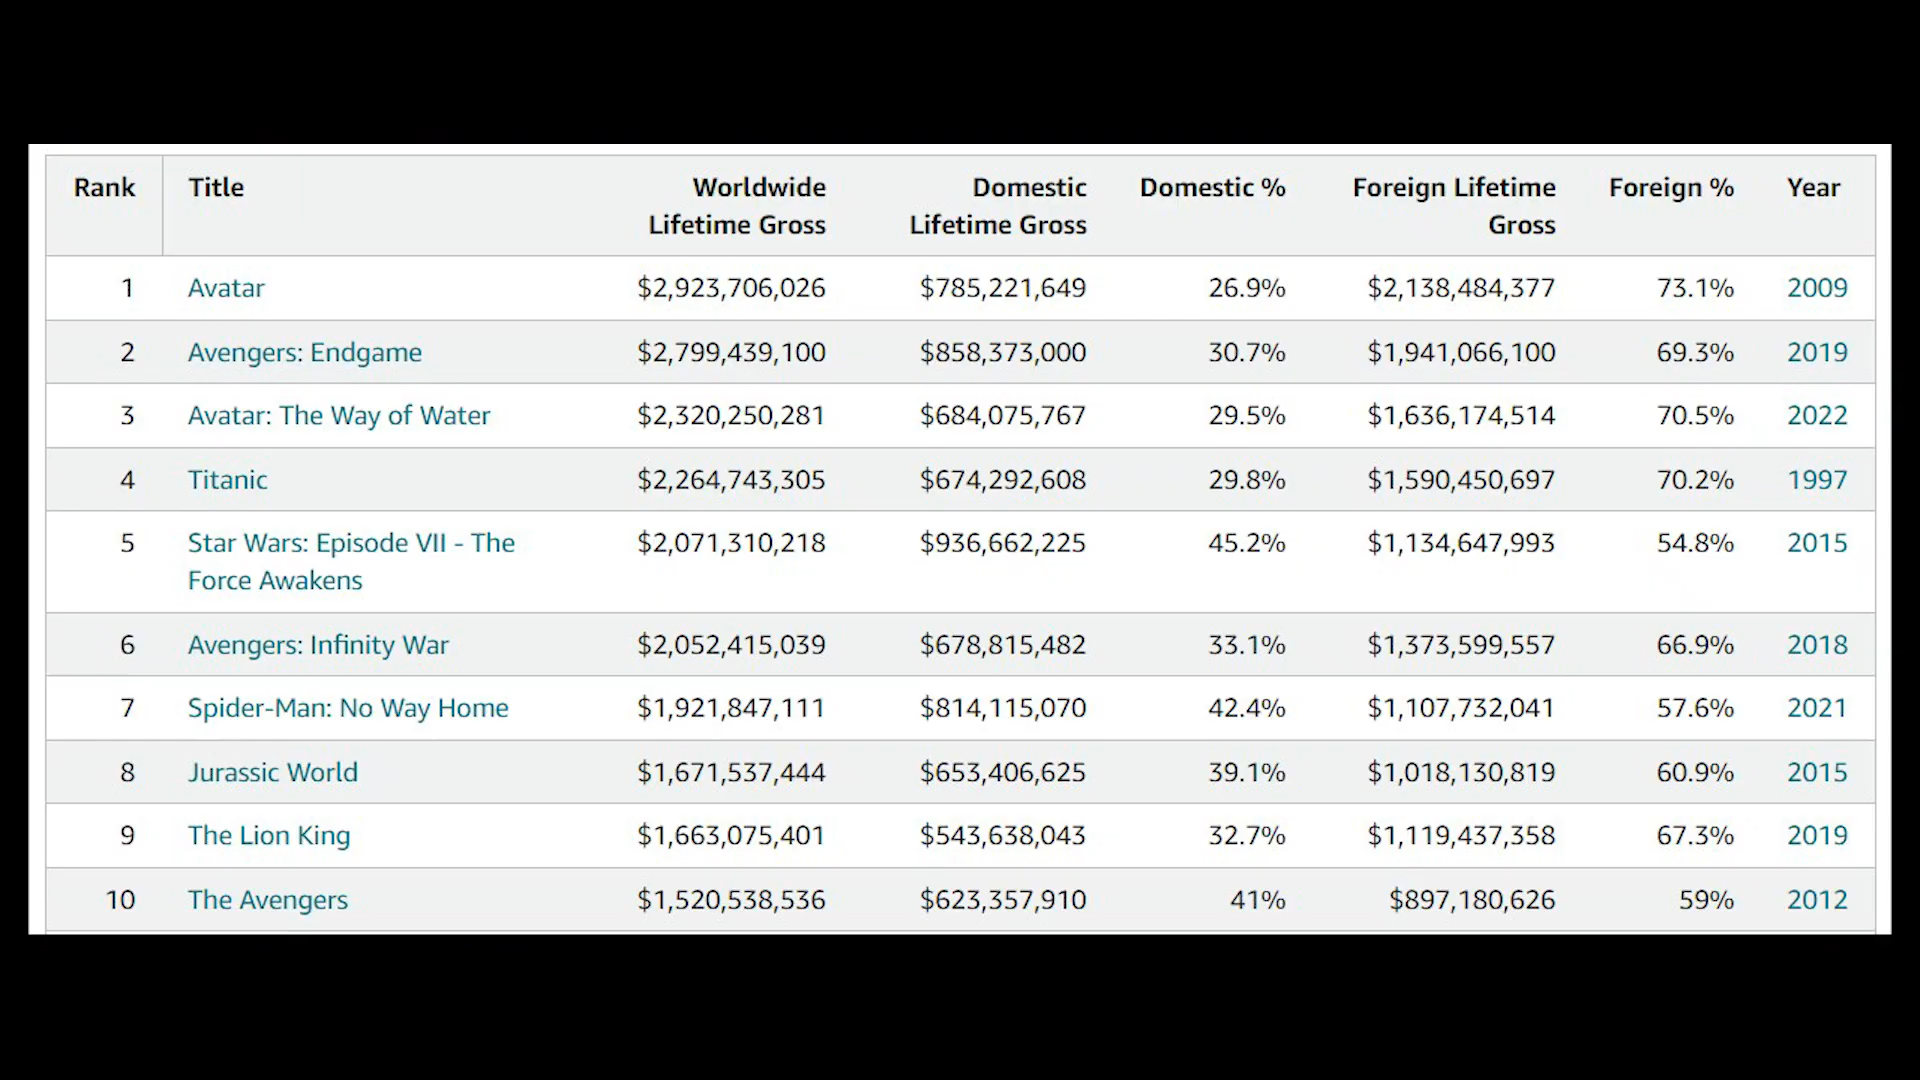 Rank Title Worldwide Lifetime Gross Domestic Lifetime Gross Domestic % Foreign Lifetime Gross Foreign % Year
1 Avatar $2,923,706,026 $785,221,649 26.9% $2,138,484,377 73.1% 2009
2 Avengers: Endgame $2,799,439,100 $858,373,000 30.7% $1,941,066,100 69.3% 2019
3 Avatar: The Way of Water $2,320,250,281 $684,075,767 29.5% $1,636,174,514 70.5% 2022
4 Titanic $2,264,743,305 $674,292,608 29.8% $1,590,450,697 70.2% 1997
5 Star Wars: Episode VII - The Force Awakens $2,071,310,218 $936,662,225 45.2% $1,134,647,993 54.8% 2015
6 Avengers: Infinity War $2,052,415,039 $678,815,482 33.1% $1,373,599,557 66.9% 2018
7 Spider-Man: No Way Home $1,921,847,111 $814,115,070 42.4% $1,107,732,041 57.6% 2021
8 Jurassic World $1,671,537,444 $653,406,625 39.1% $1,018,130,819 60.9% 2015
9 The Lion King $1,663,075,401 $543,638,043 32.7% $1,119,437,358 67.3% 2019
10 The Avengers $1,520,538,536 $623,357,910 41% $897,180,626 59% 2012